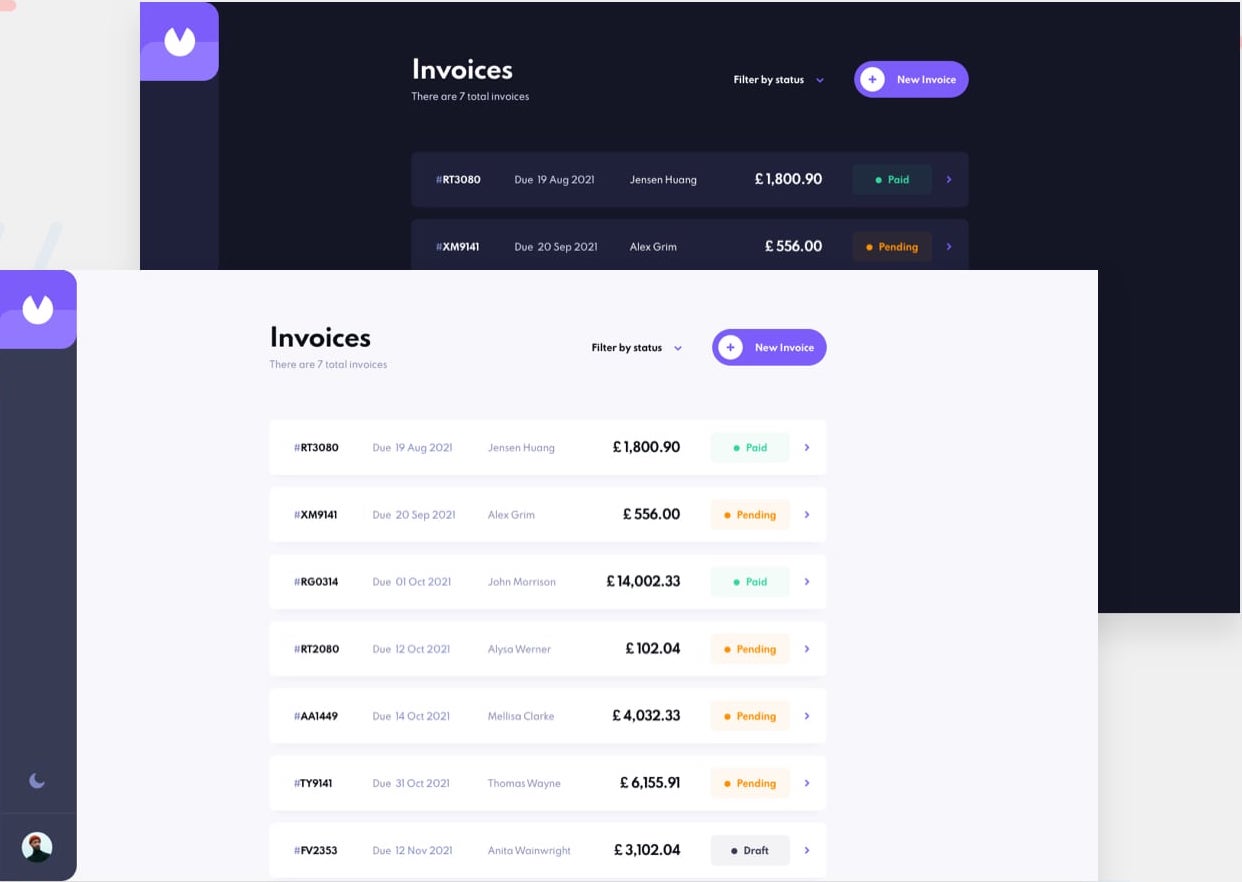 Invoices
There are 7 total invoices
Filter by status
+ New Invoice
#RT3080 Due 19 Aug 2021 Jensen Huang £ 1,800.90 Paid
#XM9141 Due 20 Sep 2021 Alex Grim £ 556.00 Pending
Invoices
There are 7 total invoices
Filter by status
+ New Invoice
#RT3080 Due 19 Aug 2021 Jensen Huang £ 1,800.90 Paid
#XM9141 Due 20 Sep 2021 Alex Grim £ 556.00 Pending
#RG0314 Due 01 Oct 2021 John Morrison £ 14,002.33 Paid
#RT2080 Due 12 Oct 2021 Alysa Werner £ 102.04 Pending
#AA1449 Due 14 Oct 2021 Mellisa Clarke £ 4,032.33 Pending
#TY9141 Due 31 Oct 2021 Thomas Wayne £ 6,155.91 Pending
#FV2353 Due 12 Nov 2021 Anita Wainwright £ 3,102.04 Draft